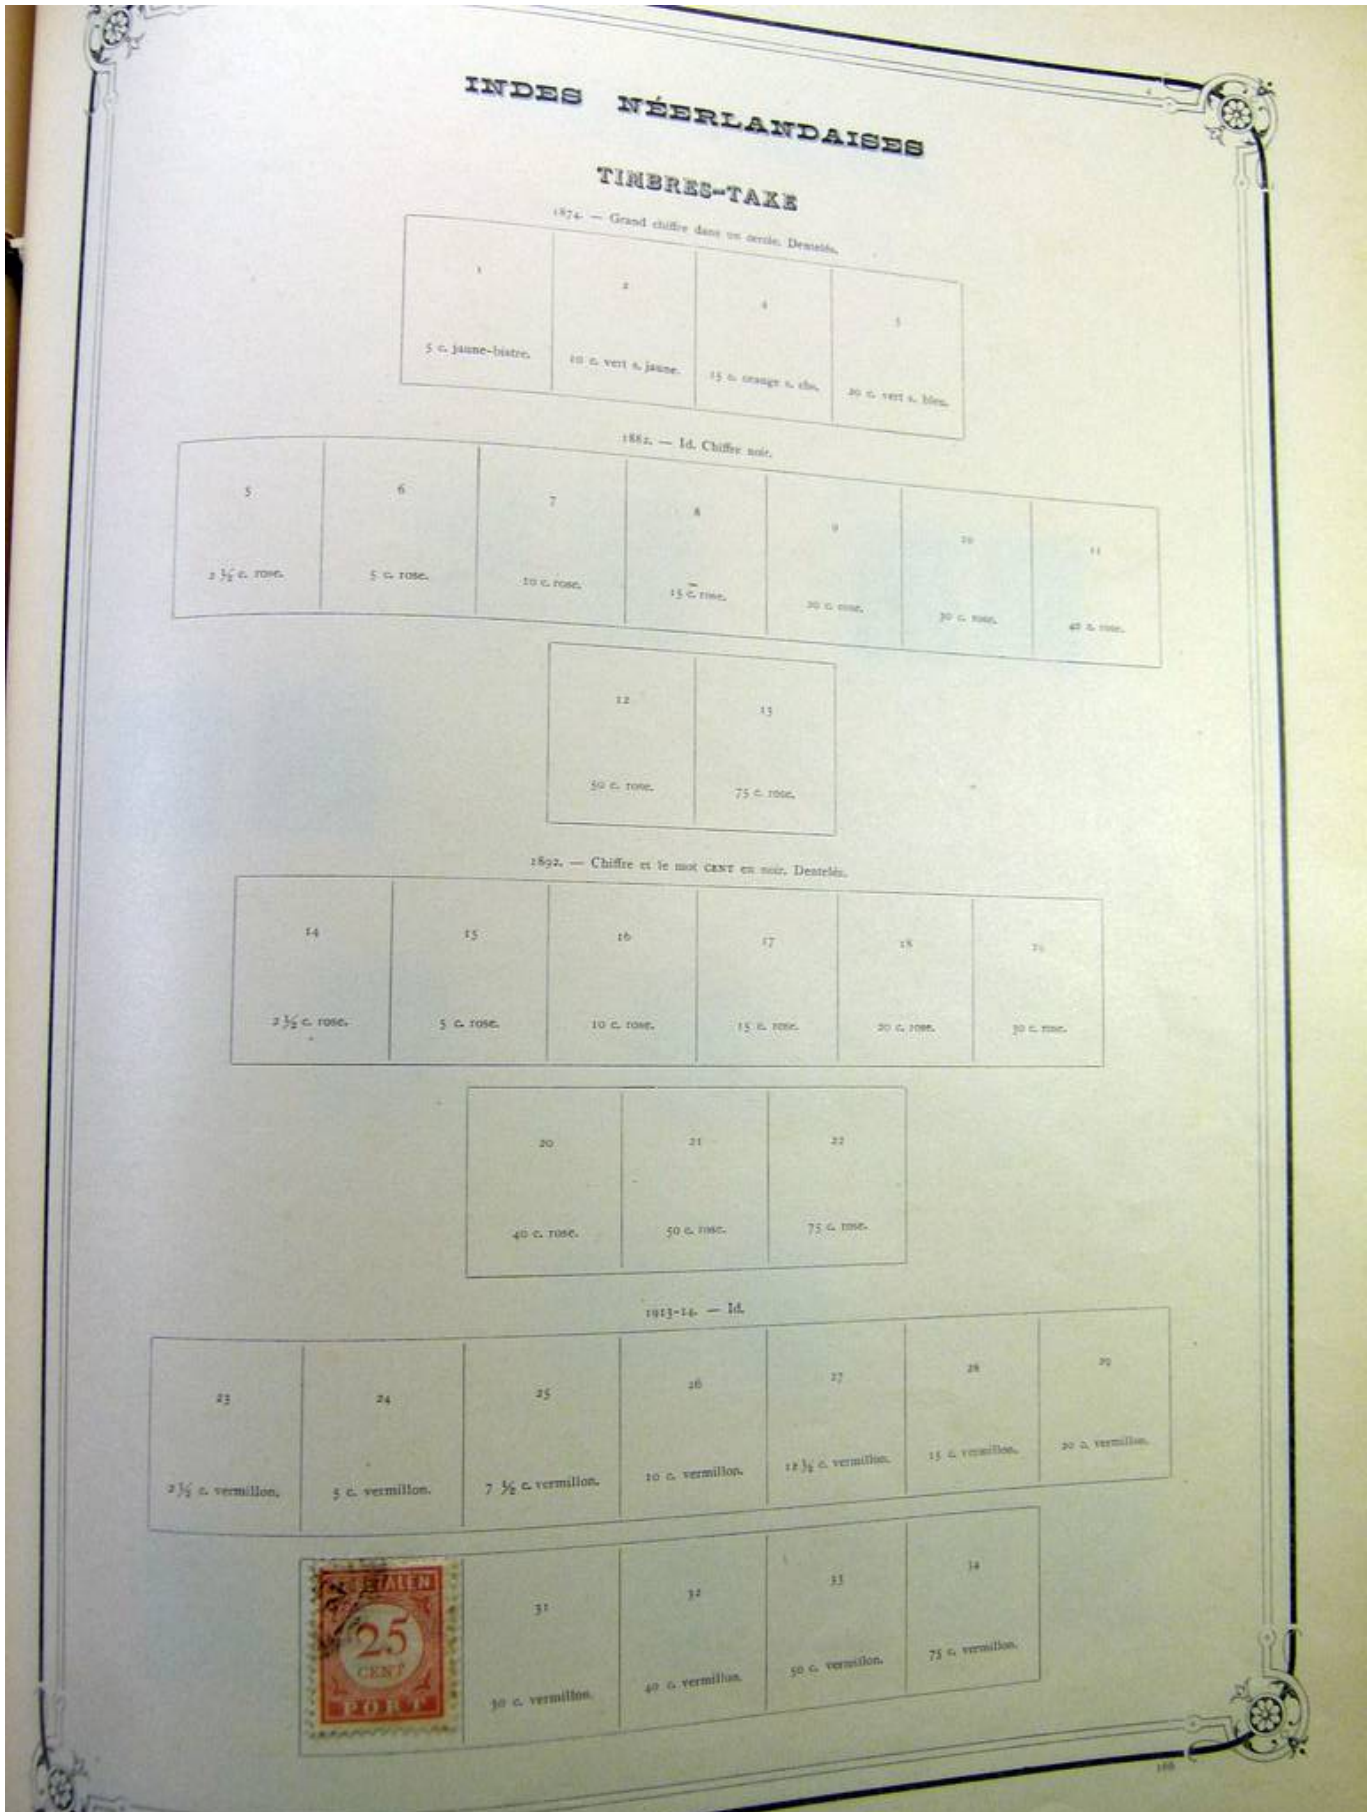 INDES NÉERLANDAISES
TIMBRES-TAXE
1874. — Grand chiffre dans un cercle. Dentelés.
1 2 4 3
5 c. jaune-bistre. 10 c. vert s. jaune. 15 c. orange s. 20 c. vert s. bleu.
1882. — Id. Chiffre noir.
5 6 7 8 9 10 11
2 ½ c. rose. 5 c. rose. 10 c. rose. 15 c. rose. 20 c. rose. 30 c. rose. 40 c. rose.
12 13
50 c. rose. 75 c. rose.
1892. — Chiffre et le mot CENT en noir. Dentelés.
14 15 16 17 18 19
2 ½ c. rose. 5 c. rose. 10 c. rose. 15 c. rose. 20 c. rose. 30 c. rose.
20 21 22
40 c. rose. 50 c. rose. 75 c. rose.
1913-14. — Id.
23 24 25 26 27 28 29
2 ½ c. vermillon. 5 c. vermillon. 7 ½ c. vermillon. 10 c. vermillon. 12 ½ c. vermillon. 15 c. vermillon. 20 c. vermillon.
31 32 33 34
30 c. vermillon. 40 c. vermillon. 50 c. vermillon. 75 c. vermillon.
25
CENT
PORT
166